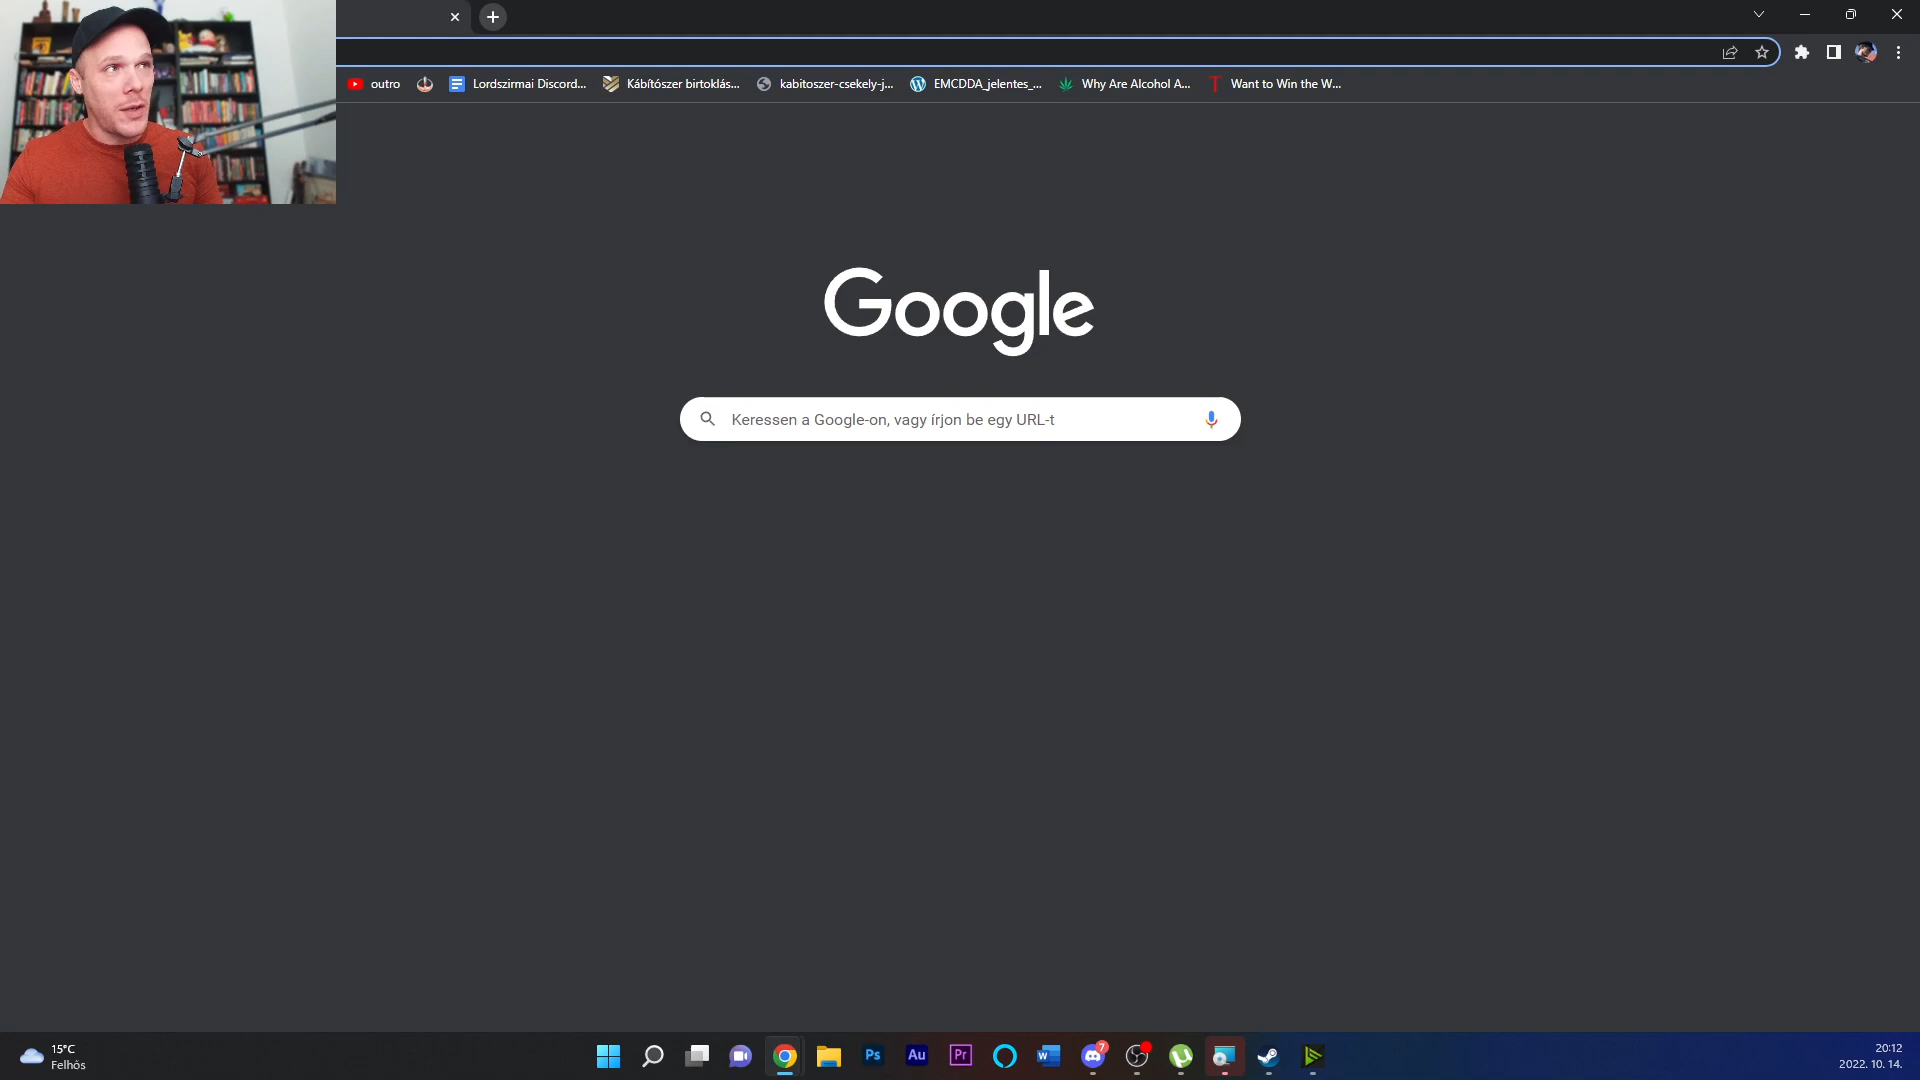 outro
Lordszirmai Discord...
Kábítószer birtoklás...
kabitoszer-csekely-j...
EMCDDA_jelentes_...
Why Are Alcohol A...
Want to Win the W...
Google
Keressen a Google-on, vagy írjon be egy URL-t
15°C
Felhős
Ps
Au
Pr
W
7
20:12
2022. 10. 14.